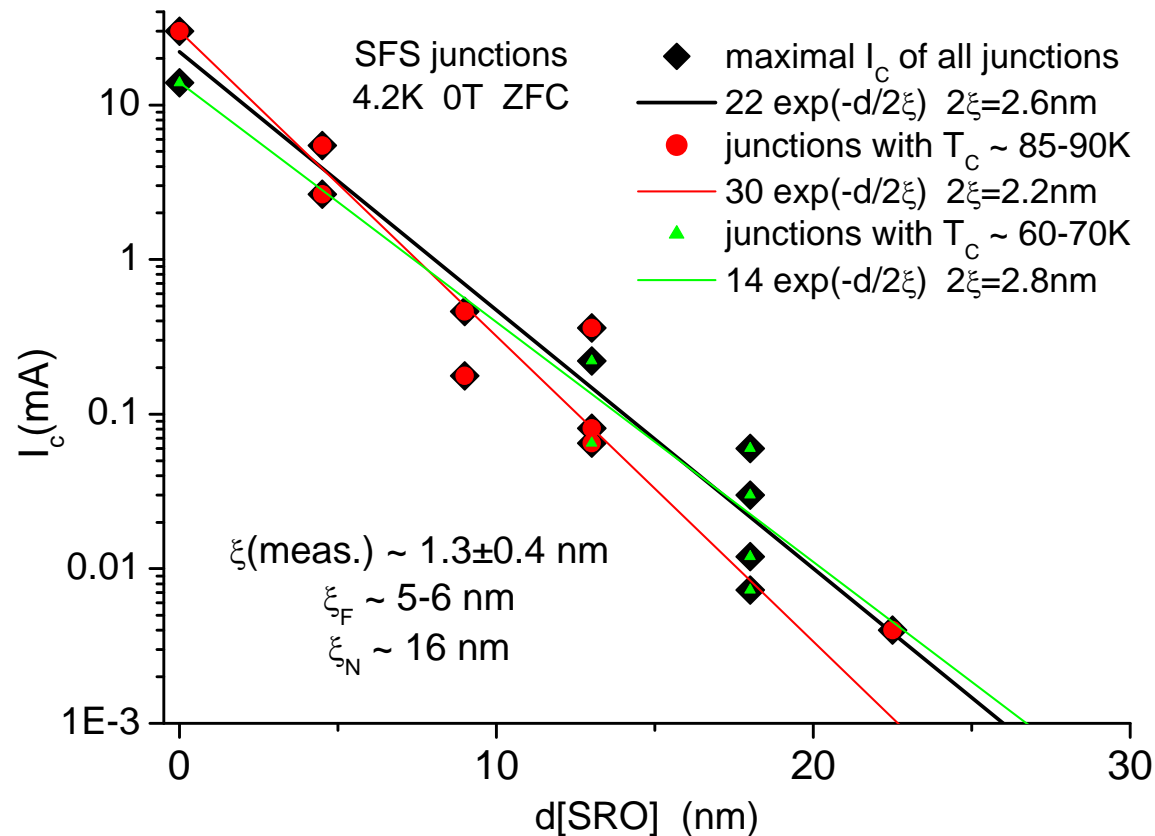 SFS junctions
4.2K 0T ZFC
maximal I_C of all junctions
22 exp(-d/2ξ) 2ξ=2.6nm
junctions with T_C ~ 85-90K
30 exp(-d/2ξ) 2ξ=2.2nm
junctions with T_C ~ 60-70K
14 exp(-d/2ξ) 2ξ=2.8nm
10
1
0.1
0.01
1E-3
I_c(mA)
ξ(meas.) ~ 1.3±0.4 nm
ξ_F ~ 5-6 nm
ξ_N ~ 16 nm
0 10 20 30
d[SRO] (nm)